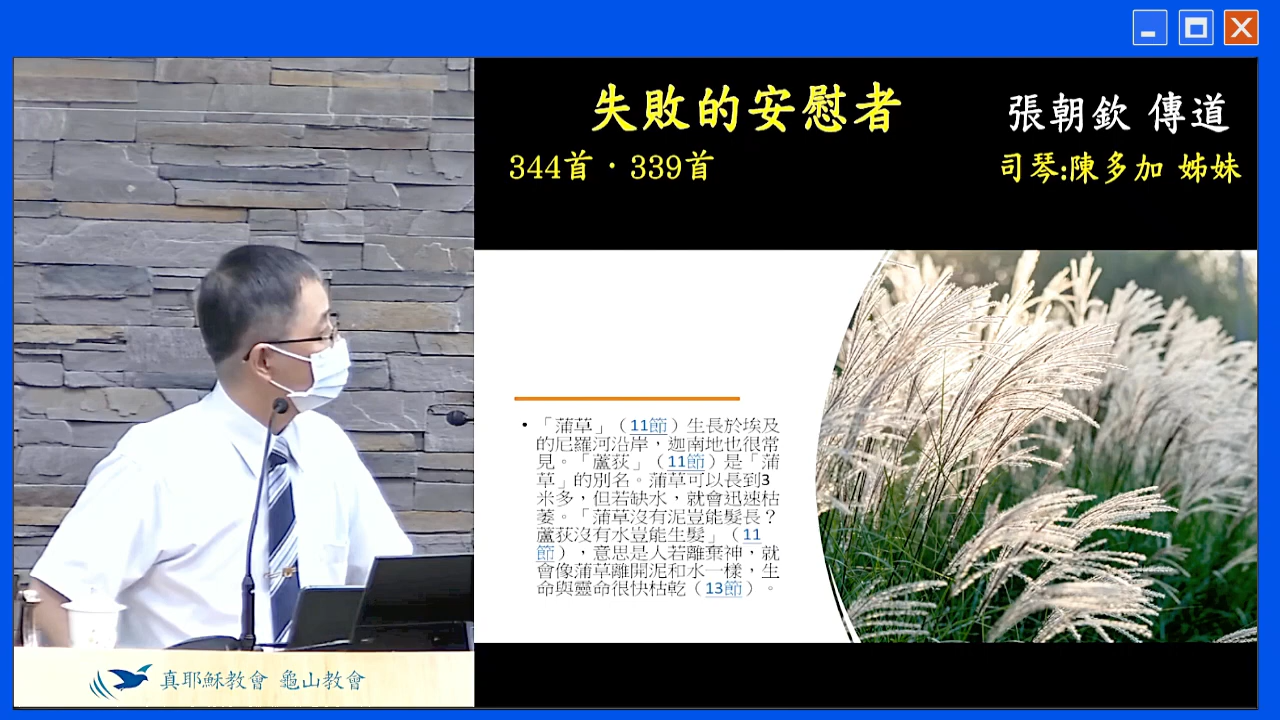 失敗的安慰者
張朝欽 傳道
344首 · 339首
司琴:陳多加 姊妹
• 「蒲草」（11節）生長於埃及
的尼羅河沿岸，迦南地也很常
見。「蘆荻」（11節）是「蒲
草」的別名。蒲草可以長到3
米多，但若缺水，就會迅速枯
萎。「蒲草沒有泥豈能髮長？
蘆荻沒有水豈能生髮」（11
節），意思是人若離棄神，就
會像蒲草離開泥和水一樣，生
命與靈命很快枯乾（13節）。
真耶穌教會 龜山教會